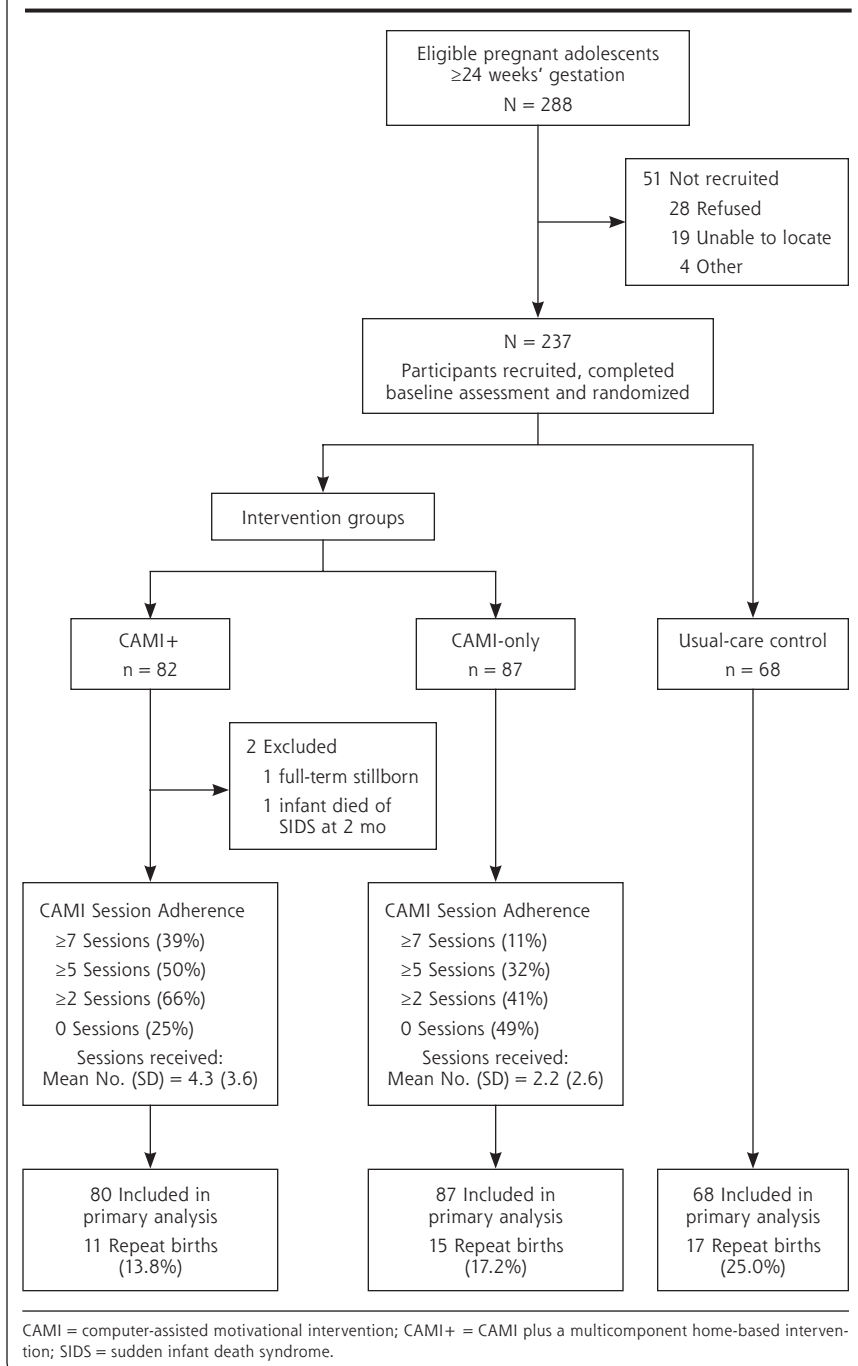 Eligible pregnant adolescents
≥24 weeks’ gestation
N = 288
51 Not recruited
28 Refused
19 Unable to locate
4 Other
N = 237
Participants recruited, completed
baseline assessment and randomized
Intervention groups
CAMI+
n = 82
CAMI-only
n = 87
Usual-care control
n = 68
2 Excluded
1 full-term stillborn
1 infant died of
SIDS at 2 mo
CAMI Session Adherence
≥7 Sessions (39%)
≥5 Sessions (50%)
≥2 Sessions (66%)
0 Sessions (25%)
Sessions received:
Mean No. (SD) = 4.3 (3.6)
CAMI Session Adherence
≥7 Sessions (11%)
≥5 Sessions (32%)
≥2 Sessions (41%)
0 Sessions (49%)
Sessions received:
Mean No. (SD) = 2.2 (2.6)
80 Included in
primary analysis
11 Repeat births
(13.8%)
87 Included in
primary analysis
15 Repeat births
(17.2%)
68 Included in
primary analysis
17 Repeat births
(25.0%)
CAMI = computer-assisted motivational intervention; CAMI+ = CAMI plus a multicomponent home-based interven-
tion; SIDS = sudden infant death syndrome.